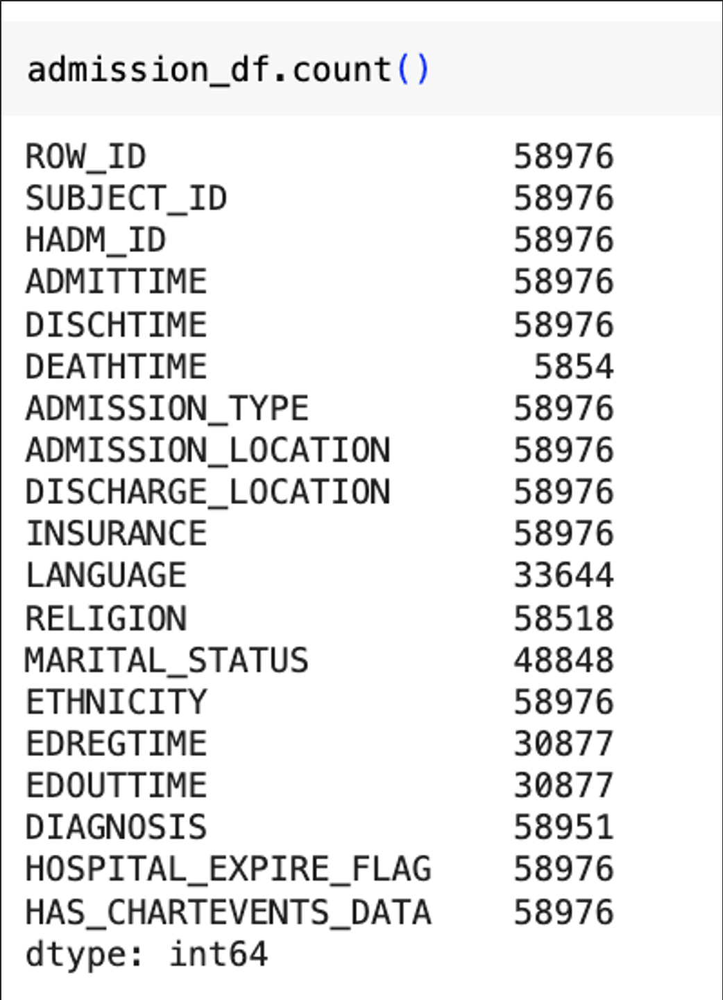 admission_df.count()
ROW_ID 58976
SUBJECT_ID 58976
HADM_ID 58976
ADMITTIME 58976
DISCHTIME 58976
DEATHTIME 5854
ADMISSION_TYPE 58976
ADMISSION_LOCATION 58976
DISCHARGE_LOCATION 58976
INSURANCE 58976
LANGUAGE 33644
RELIGION 58518
MARITAL_STATUS 48848
ETHNICITY 58976
EDREGTIME 30877
EDOUTTIME 30877
DIAGNOSIS 58951
HOSPITAL_EXPIRE_FLAG 58976
HAS_CHARTEVENTS_DATA 58976
dtype: int64